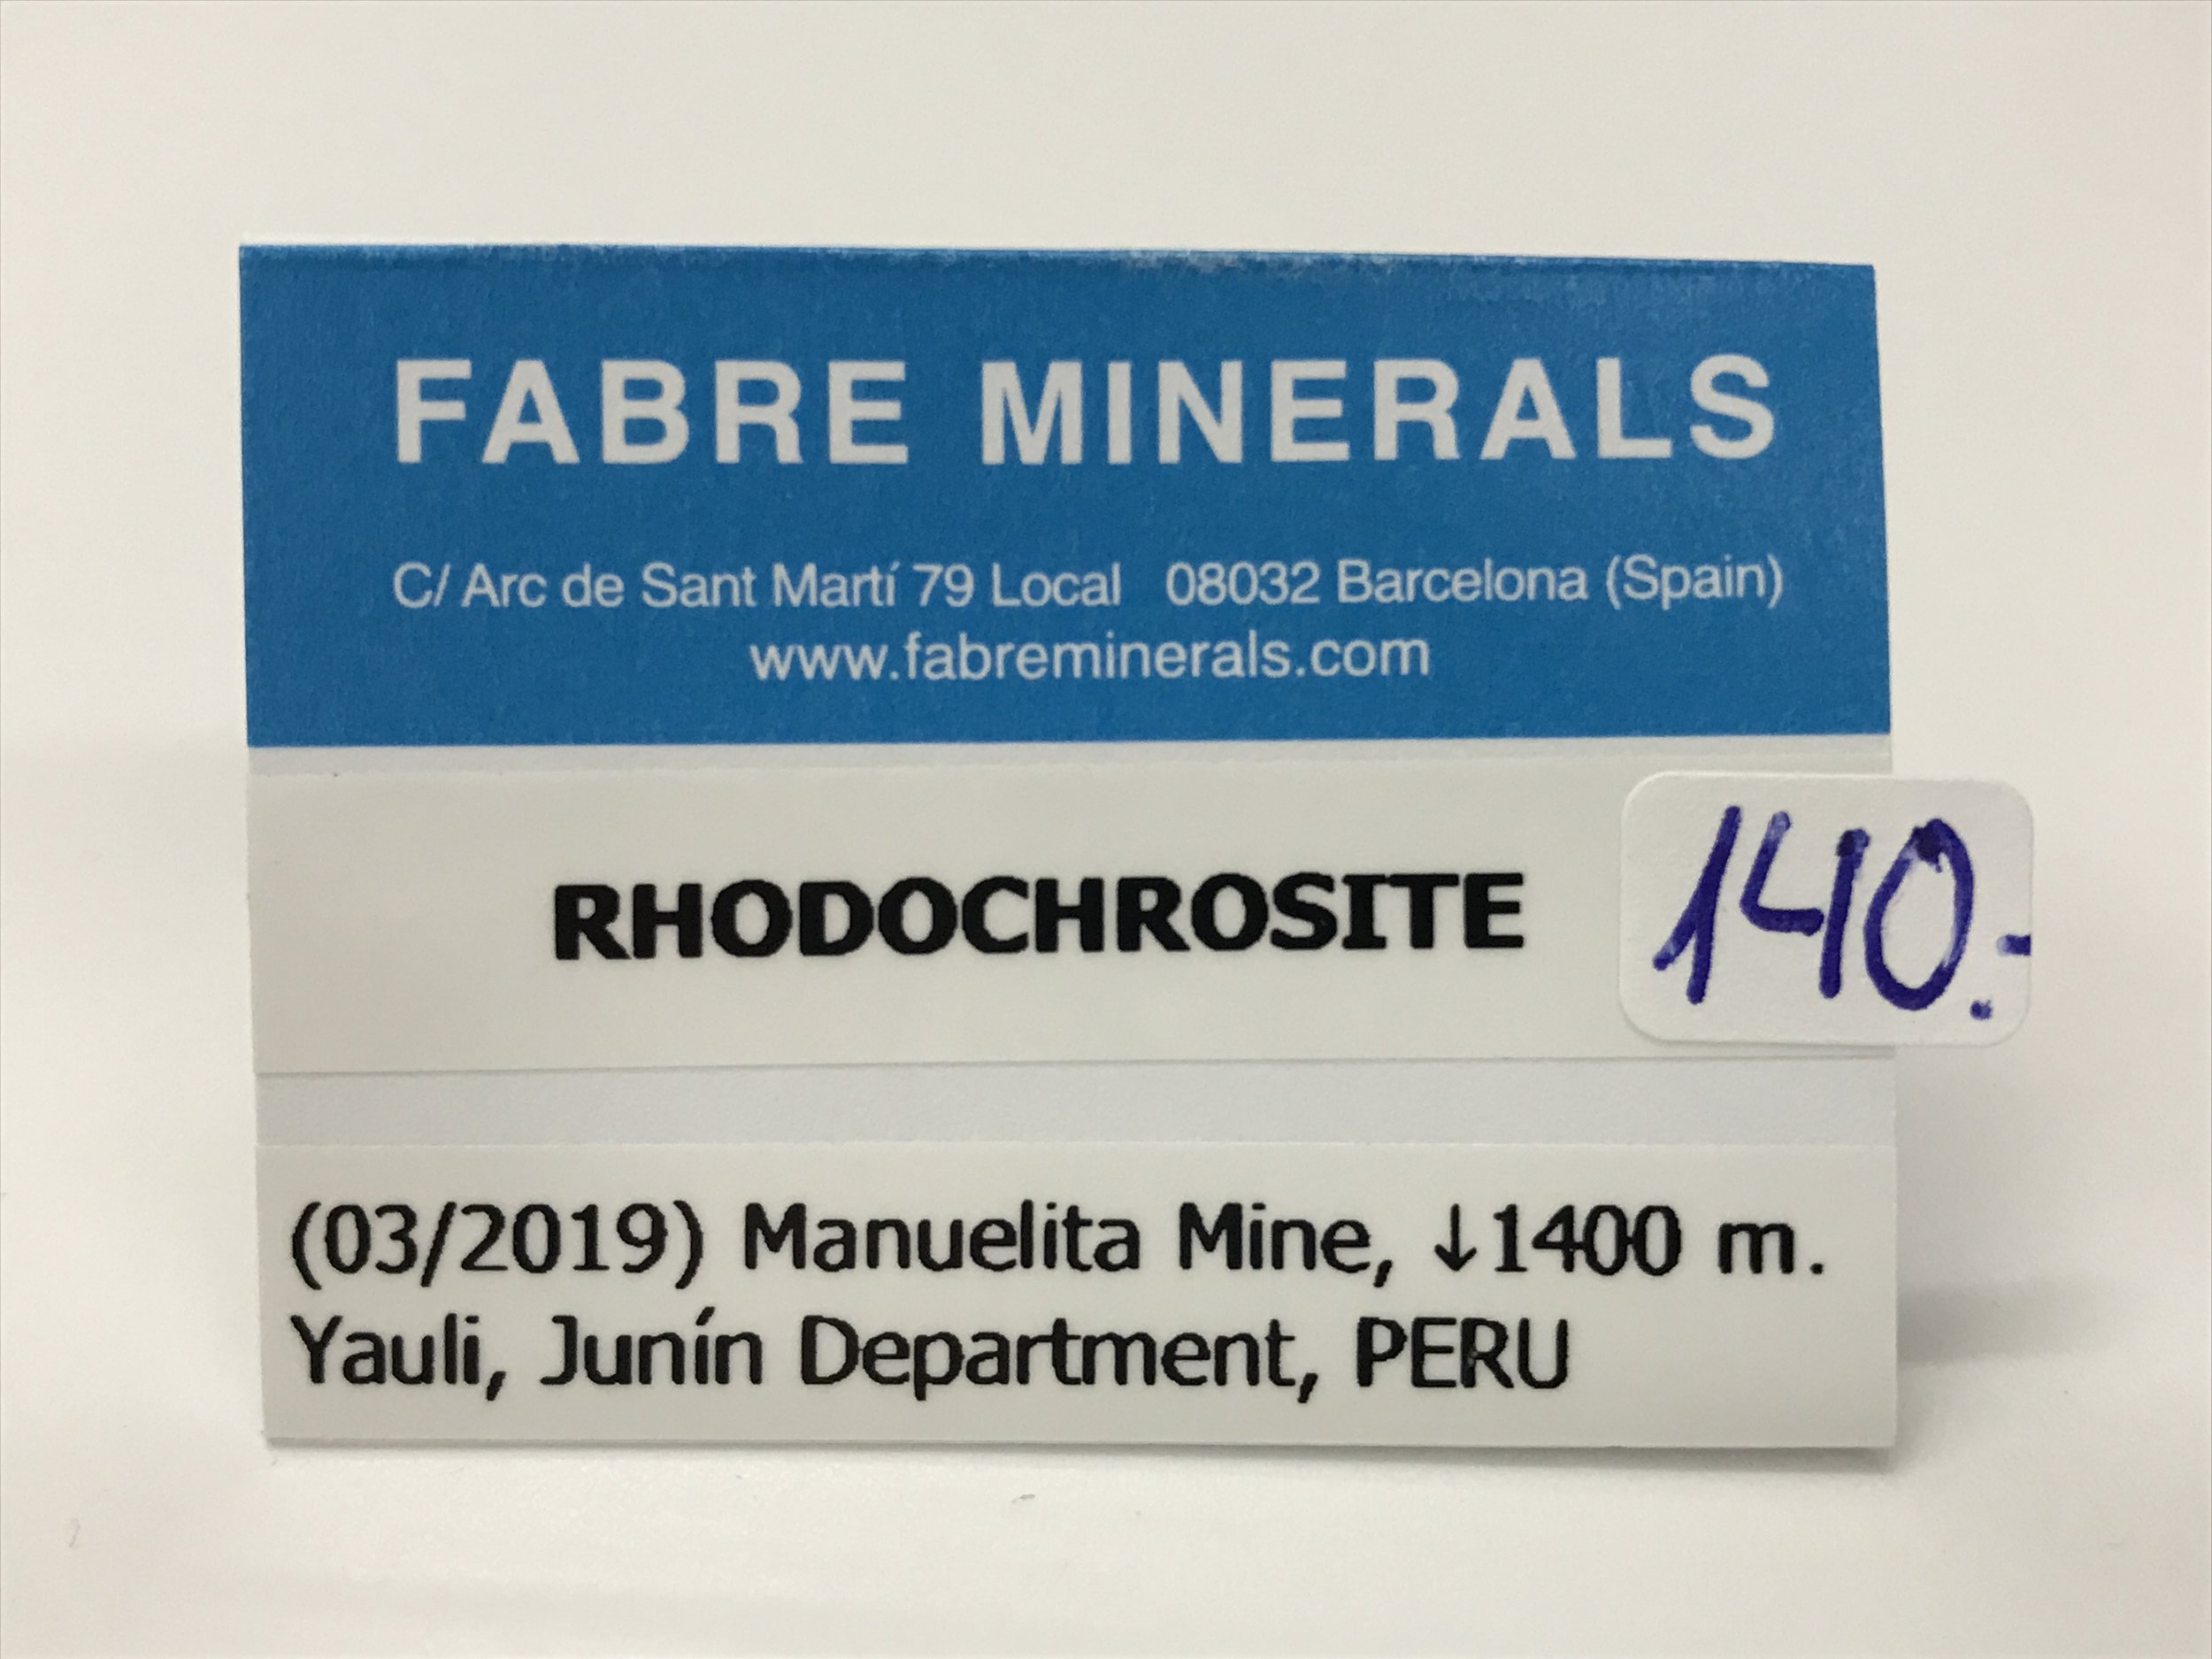 FABRE MINERALS
C/ Arc de Sant Martí 79 Local 08032 Barcelona (Spain)
www.fabreminerals.com
RHODOCHROSITE
140.-
(03/2019) Manuelita Mine, ↓1400 m.
Yauli, Junín Department, PERU